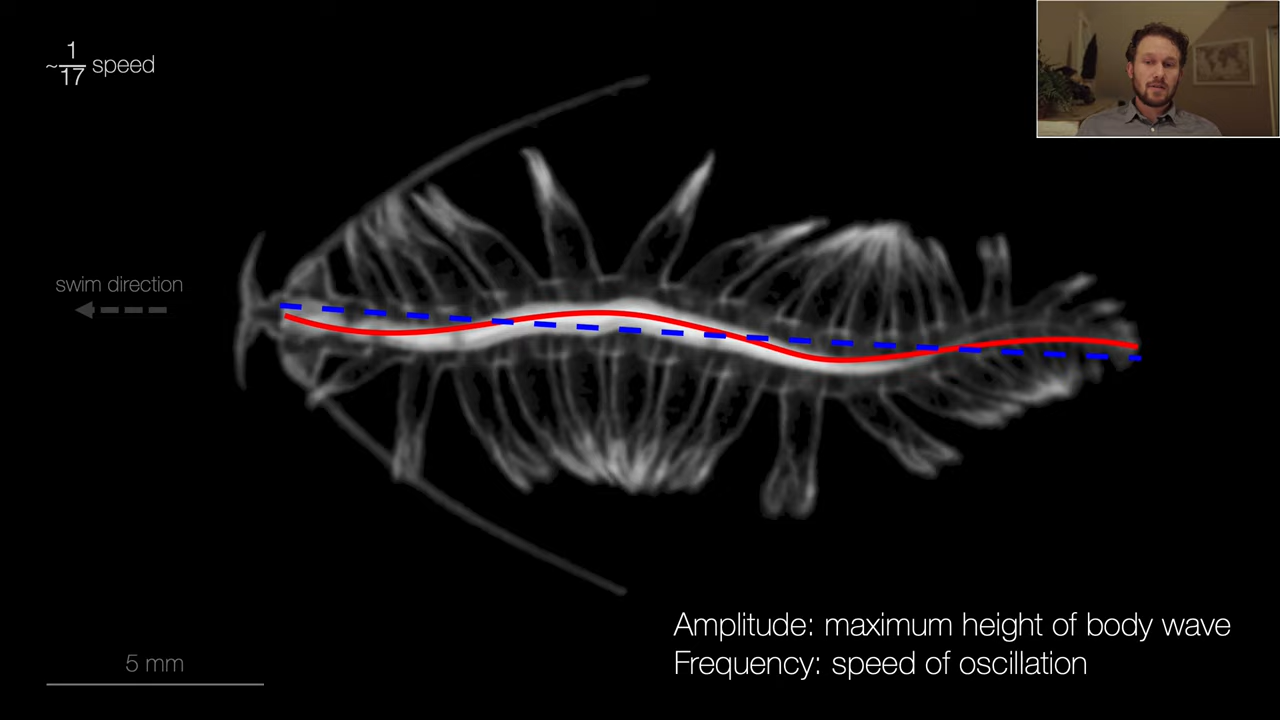 ~1/17 speed
swim direction
5 mm
Amplitude: maximum height of body wave
Frequency: speed of oscillation